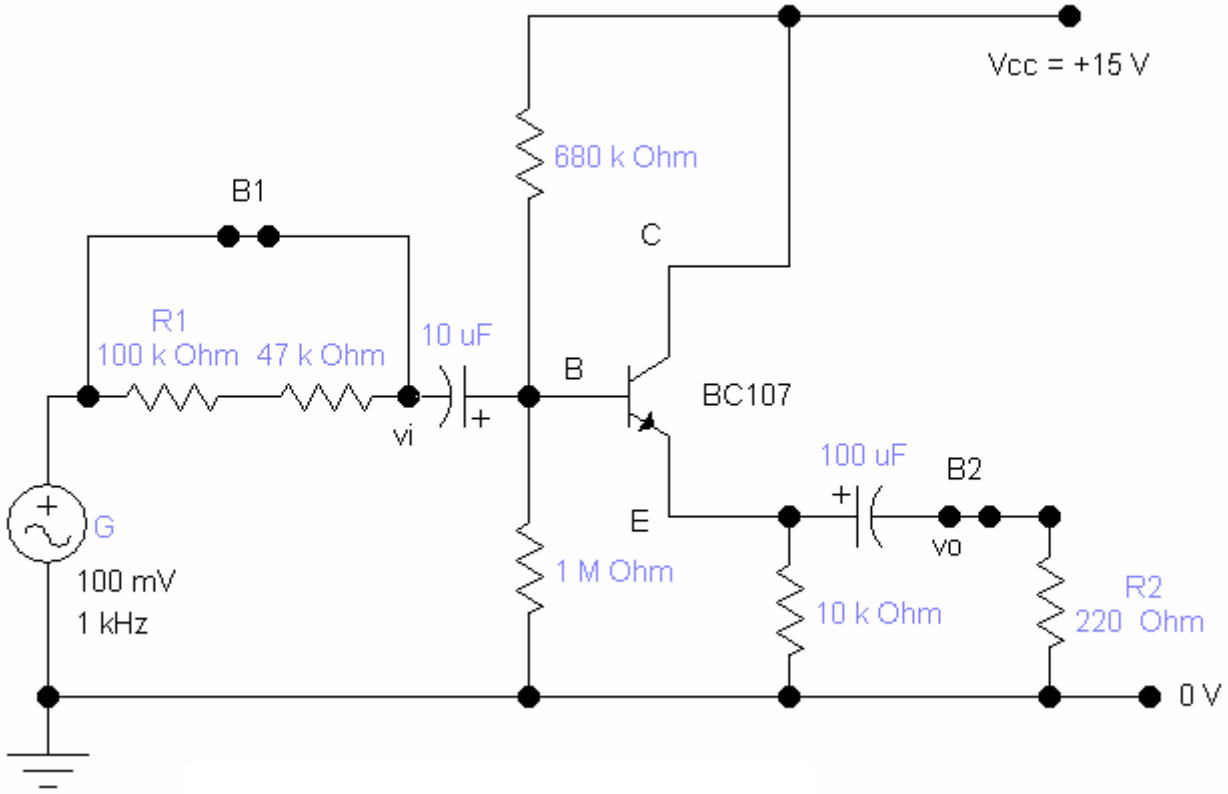 Vcc = +15 V
680 k Ohm
B1
C
R1
100 k Ohm
47 k Ohm
10 uF
B
BC107
+
vi
100 uF
B2
+
E
vo
+
G
1 M Ohm
100 mV
1 kHz
10 k Ohm
R2
220 Ohm
0 V